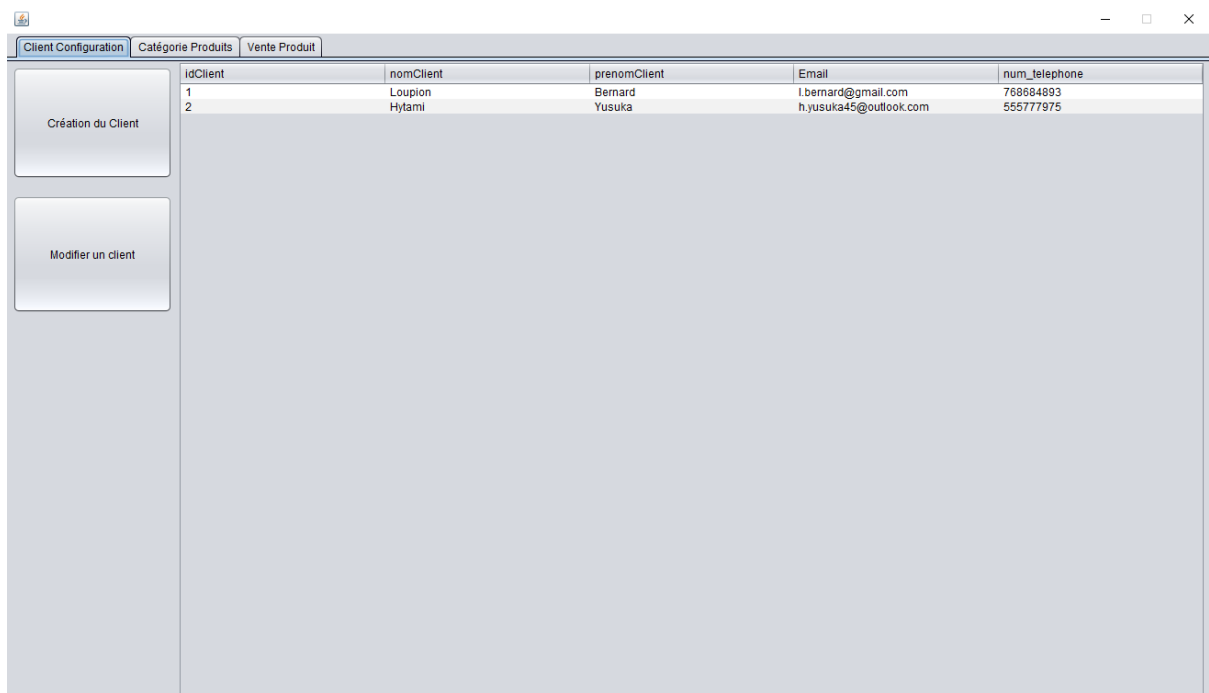 Client Configuration Catégorie Produits Vente Produit
Création du Client
Modifier un client
idClient nomClient prenomClient Email num_telephone
1 Loupion Bernard l.bernard@gmail.com 768684893
2 Hytami Yusuka h.yusuka45@outlook.com 555777975